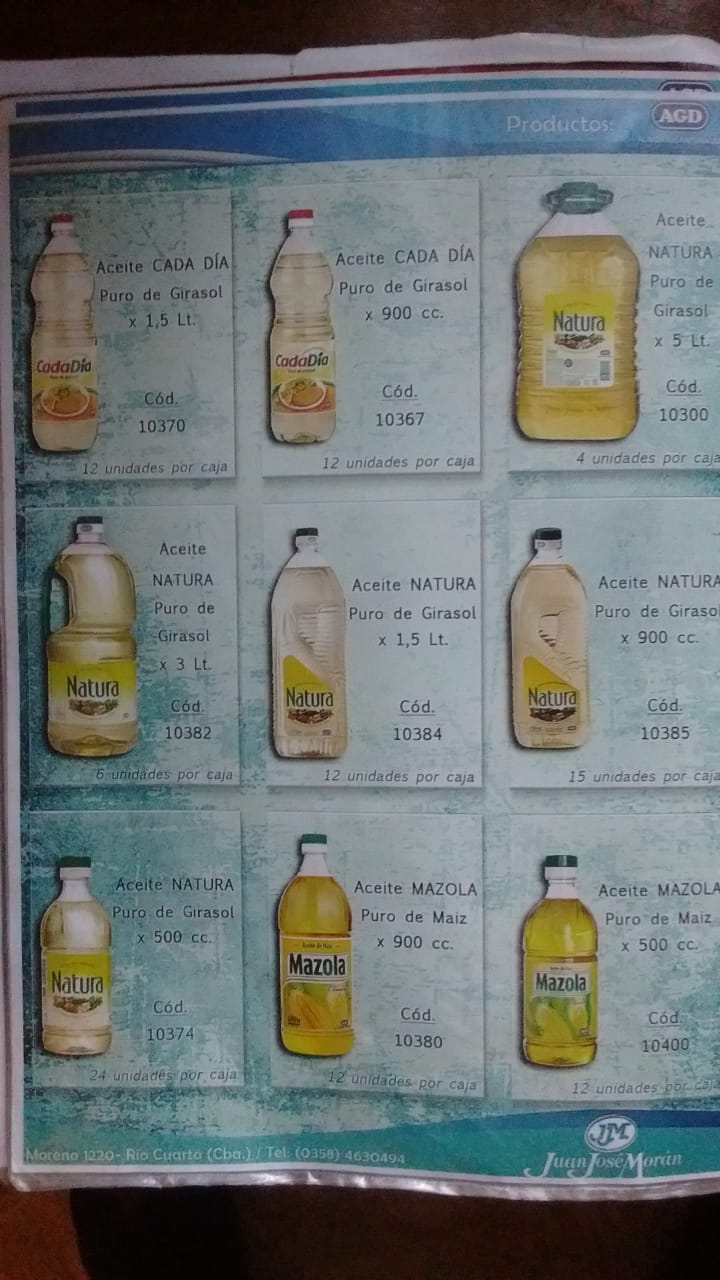 Productos:
AGD
Aceite CADA DÍA
Puro de Girasol
x 1,5 Lt.
CadaDía
Cód.
10370
12 unidades por caja
Aceite CADA DÍA
Puro de Girasol
x 900 cc.
CadaDía
Cód.
10367
12 unidades por caja
Aceite
NATURA
Puro de
Girasol
x 5 Lt.
Natura
Cód.
10300
4 unidades por caja
Aceite
NATURA
Puro de
Girasol
x 3 Lt.
Natura
Cód.
10382
6 unidades por caja
Aceite NATURA
Puro de Girasol
x 1,5 Lt.
Natura
Cód.
10384
12 unidades por caja
Aceite NATURA
Puro de Girasol
x 900 cc.
Natura
Cód.
10385
15 unidades por caja
Aceite NATURA
Puro de Girasol
x 500 cc.
Natura
Cód.
10374
24 unidades por caja
Aceite MAZOLA
Puro de Maiz
x 900 cc.
Aceite de Maíz
Mazola
Cód.
10380
12 unidades por caja
Aceite MAZOLA
Puro de Maiz
x 500 cc.
Mazola
Cód.
10400
12 unidades por caja
Moreno 1220- Río Cuarto (Cba.) / Tel: (0358) 4630494
JJM
Juan José Morán